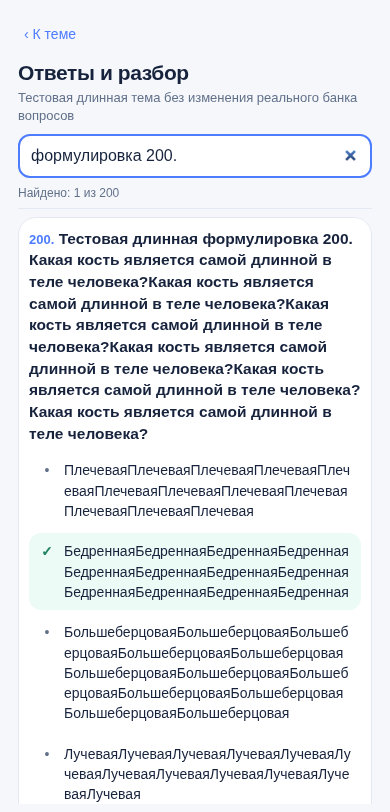 ‹ К теме
Ответы и разбор
Тестовая длинная тема без изменения реального банка
вопросов
формулировка 200. ×
Найдено: 1 из 200
200. Тестовая длинная формулировка 200.
Какая кость является самой длинной в
теле человека?Какая кость является
самой длинной в теле человека?Какая
кость является самой длинной в теле
человека?Какая кость является самой
длинной в теле человека?Какая кость
является самой длинной в теле человека?
Какая кость является самой длинной в
теле человека?
• ПлечеваяПлечеваяПлечеваяПлечеваяПлеч
еваяПлечеваяПлечеваяПлечеваяПлечевая
ПлечеваяПлечеваяПлечевая
✓ БедреннаяБедреннаяБедреннаяБедренная
БедреннаяБедреннаяБедреннаяБедренная
БедреннаяБедреннаяБедреннаяБедренная
• БольшеберцоваяБольшеберцоваяБольшеб
ерцоваяБольшеберцоваяБольшеберцовая
БольшеберцоваяБольшеберцоваяБольшеб
ерцоваяБольшеберцоваяБольшеберцовая
БольшеберцоваяБольшеберцовая
• ЛучеваяЛучеваяЛучеваяЛучеваяЛучеваяЛу
чеваяЛучеваяЛучеваяЛучеваяЛучеваяЛуче
ваяЛучевая